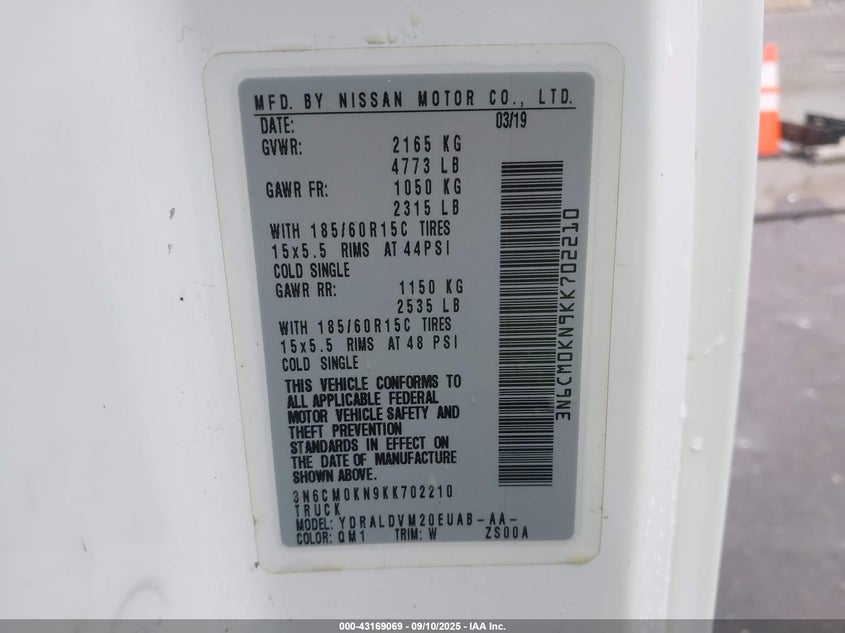 MFD. BY NISSAN MOTOR CO., LTD.
DATE: 03/19
GVWR: 2165 KG
4773 LB
GAWR FR: 1050 KG
2315 LB
WITH 185/60R15C TIRES
15x5.5 RIMS AT 44PSI
COLD SINGLE
GAWR RR: 1150 KG
2535 LB
WITH 185/60R15C TIRES
15x5.5 RIMS AT 48 PSI
COLD SINGLE
THIS VEHICLE CONFORMS TO
ALL APPLICABLE FEDERAL
MOTOR VEHICLE SAFETY AND
THEFT PREVENTION
STANDARDS IN EFFECT ON
THE DATE OF MANUFACTURE
SHOWN ABOVE.
3N6CM0KN9KK702210
TRUCK
MODEL: YDRALDVM20EUAB-AA-
COLOR: QM1 TRIM: W ZS00A
3N6CM0KN9KK702210
000-43169069 - 09/10/2025 - IAA Inc.